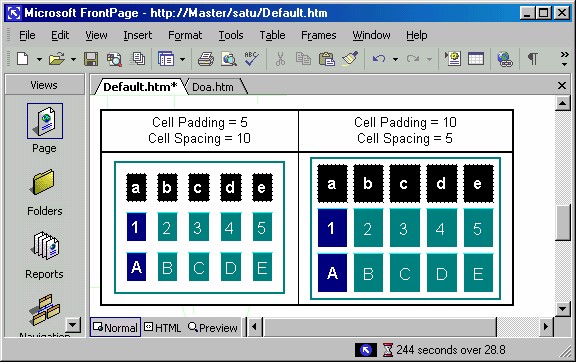 Microsoft FrontPage - http://Master/satu/Default.htm
File Edit View Insert Format Tools Table Frames Window Help
Views
Default.htm* Doa.htm
Page
Folders
Reports
Navigation
Cell Padding = 5
Cell Spacing = 10
a b c d e
1 2 3 4 5
A B C D E
Cell Padding = 10
Cell Spacing = 5
a b c d e
1 2 3 4 5
A B C D E
Normal HTML Preview
244 seconds over 28.8